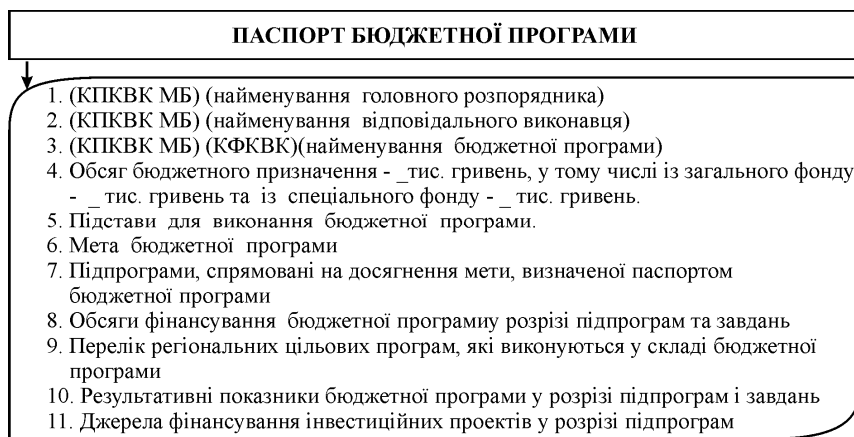 ПАСПОРТ БЮДЖЕТНОЇ ПРОГРАМИ
1. (КПКВК МБ) (найменування головного розпорядника)
2. (КПКВК МБ) (найменування відповідального виконавця)
3. (КПКВК МБ) (КФКВК)(найменування бюджетної програми)
4. Обсяг бюджетного призначення - _тис. гривень, у тому числі із загального фонду
- _ тис. гривень та із спеціального фонду - _ тис. гривень.
5. Підстави для виконання бюджетної програми.
6. Мета бюджетної програми
7. Підпрограми, спрямовані на досягнення мети, визначеної паспортом
бюджетної програми
8. Обсяги фінансування бюджетної програмиу розрізі підпрограм та завдань
9. Перелік регіональних цільових програм, які виконуються у складі бюджетної
програми
10. Результативні показники бюджетної програми у розрізі підпрограм і завдань
11. Джерела фінансування інвестиційних проектів у розрізі підпрограм